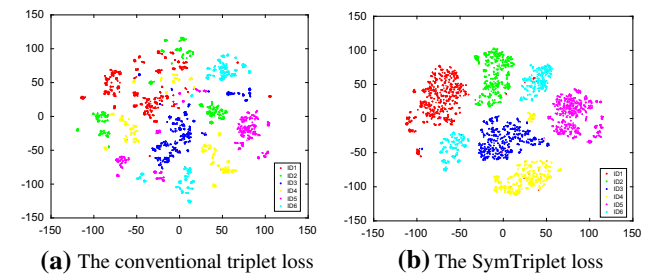 150
100
50
0
-50
-100
-150
-150 -100 -50 0 50 100 150
ID1
ID2
ID3
ID4
ID5
ID6
(a) The conventional triplet loss
150
100
50
0
-50
-100
-150
-150 -100 -50 0 50 100 150
ID1
ID2
ID3
ID4
ID5
ID6
(b) The SymTriplet loss